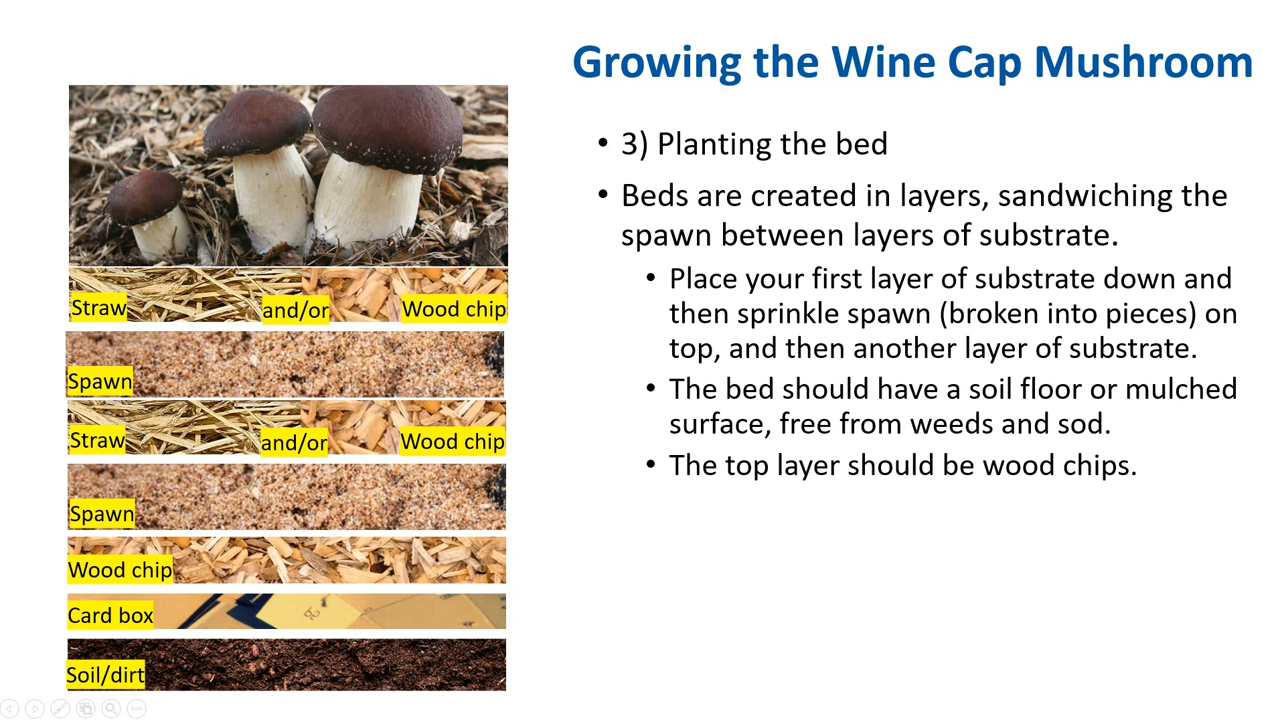 Growing the Wine Cap Mushroom
• 3) Planting the bed
• Beds are created in layers, sandwiching the
spawn between layers of substrate.
• Place your first layer of substrate down and
then sprinkle spawn (broken into pieces) on
top, and then another layer of substrate.
• The bed should have a soil floor or mulched
surface, free from weeds and sod.
• The top layer should be wood chips.
Straw and/or Wood chip
Spawn
Straw and/or Wood chip
Spawn
Wood chip
Card box
Soil/dirt